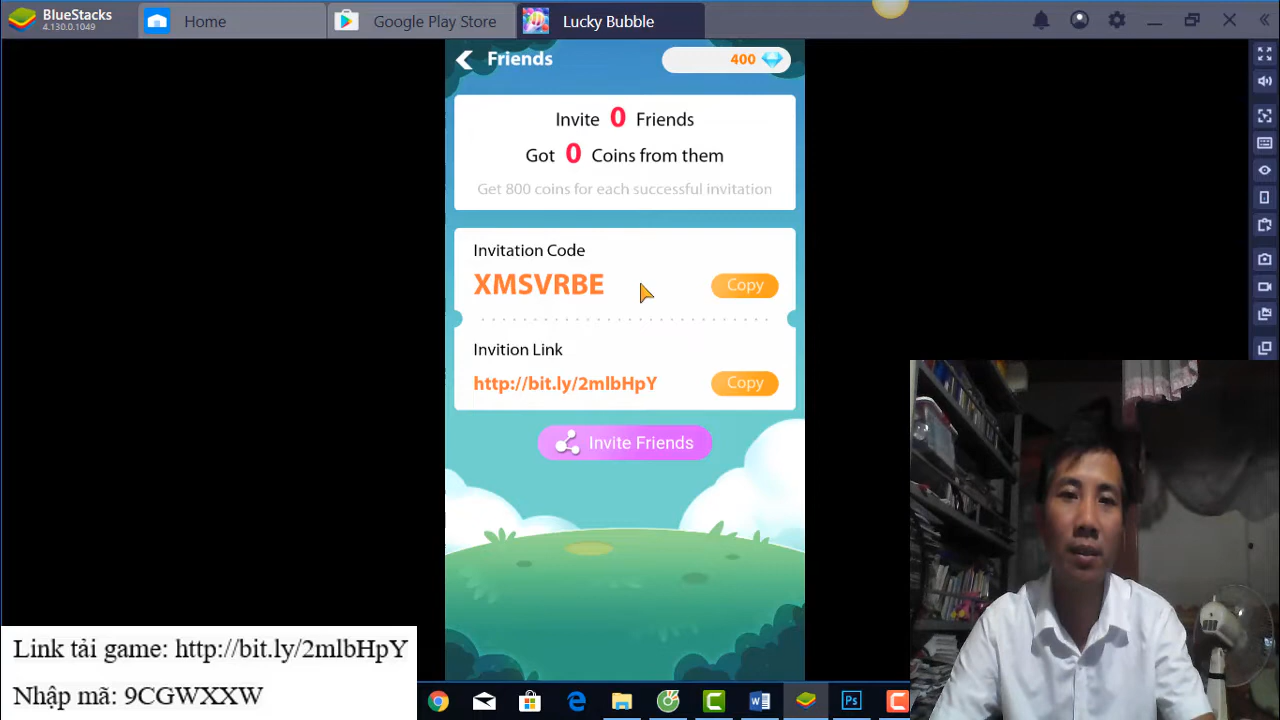 BlueStacks
4.130.0.1049
Home
Google Play Store
Lucky Bubble
Friends
400
Invite 0 Friends
Got 0 Coins from them
Get 800 coins for each successful invitation
Invitation Code
XMSVRBE
Copy
Invition Link
http://bit.ly/2mlbHpY
Copy
Invite Friends
Link tải game: http://bit.ly/2mlbHpY
Nhập mã: 9CGWXXW